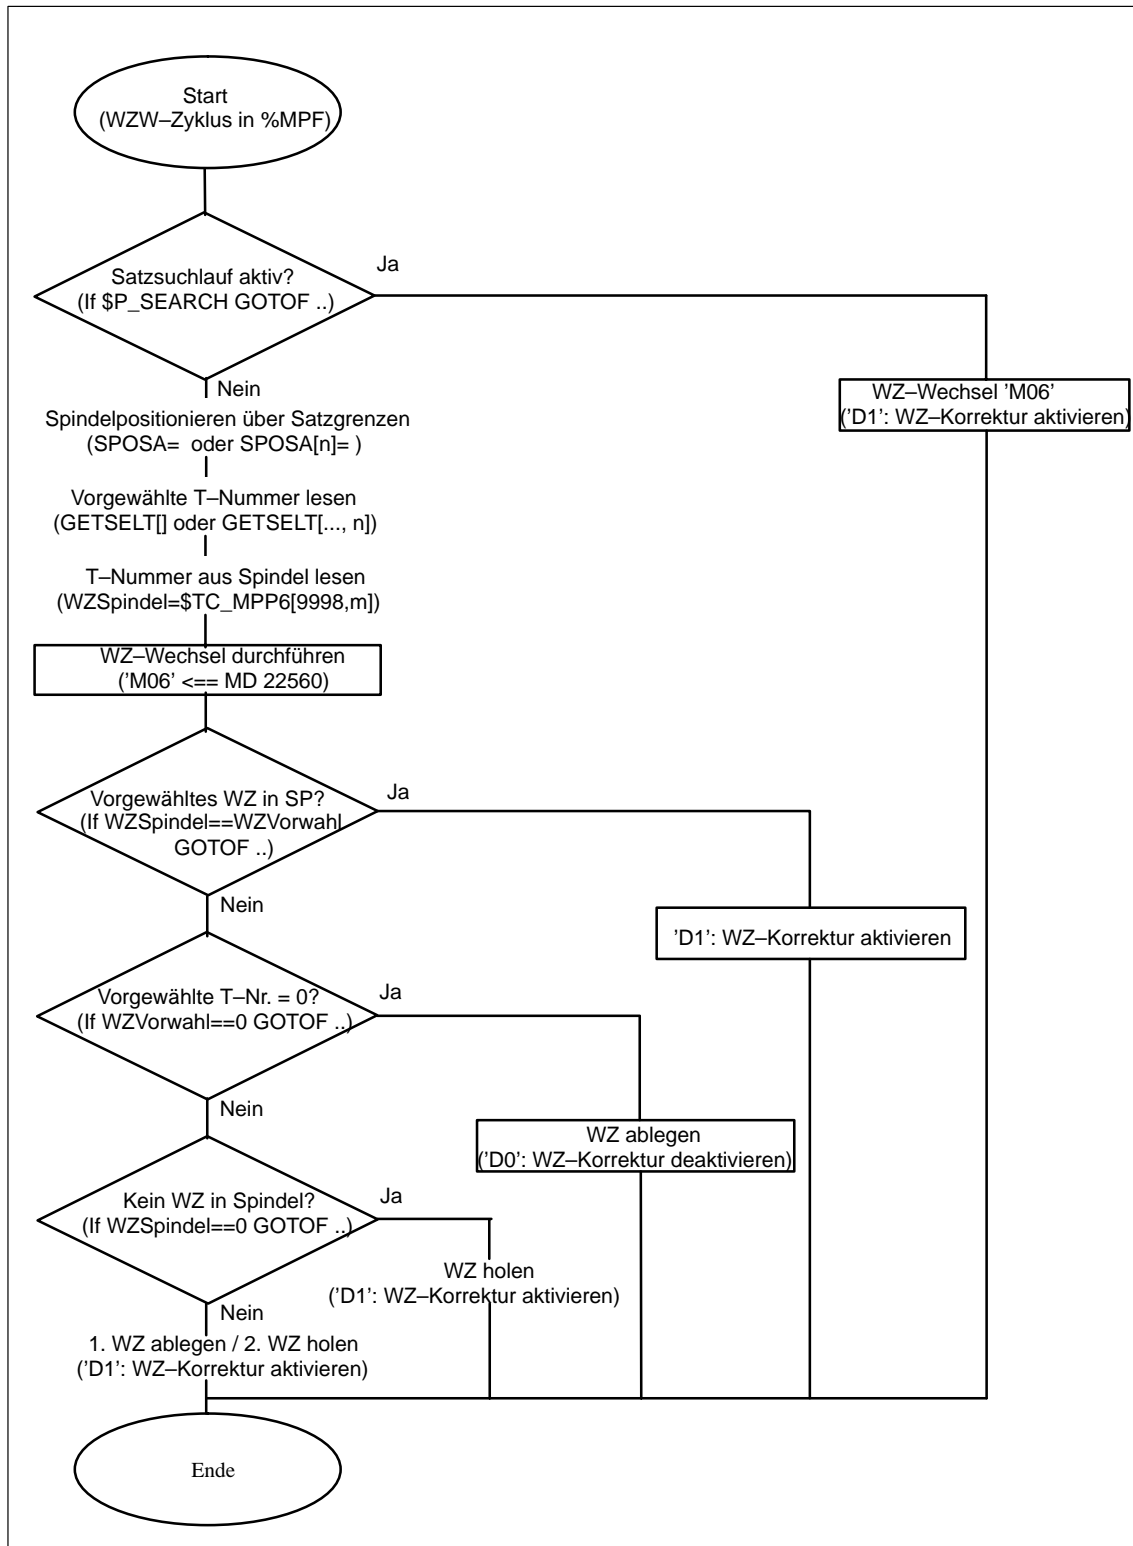 Start
(WZW–Zyklus in %MPF)
Satzsuchlauf aktiv?
(If $P_SEARCH GOTOF ..)
Ja
Nein
WZ–Wechsel ’M06’
(’D1’: WZ–Korrektur aktivieren)
Spindelpositionieren über Satzgrenzen
(SPOSA=  oder SPOSA[n]= )
Vorgewählte T–Nummer lesen
(GETSELT[] oder GETSELT[..., n])
T–Nummer aus Spindel lesen
(WZSpindel=$TC_MPP6[9998,m])
WZ–Wechsel durchführen
(’M06’ <== MD 22560)
Vorgewähltes WZ in SP?
(If WZSpindel==WZVorwahl
GOTOF ..)
Ja
Nein
’D1’: WZ–Korrektur aktivieren
Vorgewählte T–Nr. = 0?
(If WZVorwahl==0 GOTOF ..)
Ja
Nein
WZ ablegen
(’D0’: WZ–Korrektur deaktivieren)
Kein WZ in Spindel?
(If WZSpindel==0 GOTOF ..)
Ja
WZ holen
(’D1’: WZ–Korrektur aktivieren)
Nein
1. WZ ablegen / 2. WZ holen
(’D1’: WZ–Korrektur aktivieren)
Ende